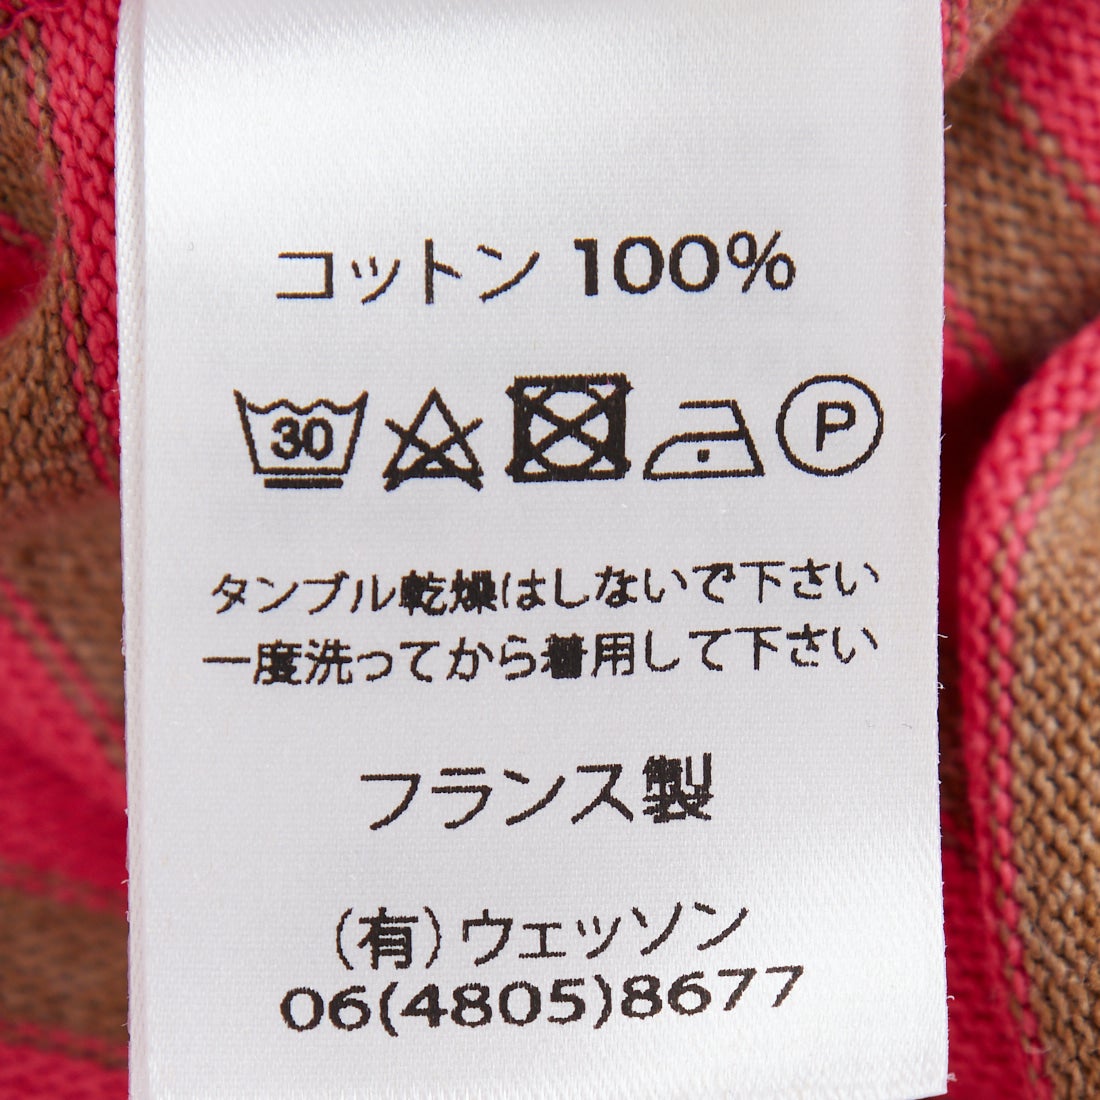 コットン 100%
30
P
タンブル乾燥はしないで下さい
一度洗ってから着用して下さい
フランス製
(有)ウェッソン
06(4805)8677